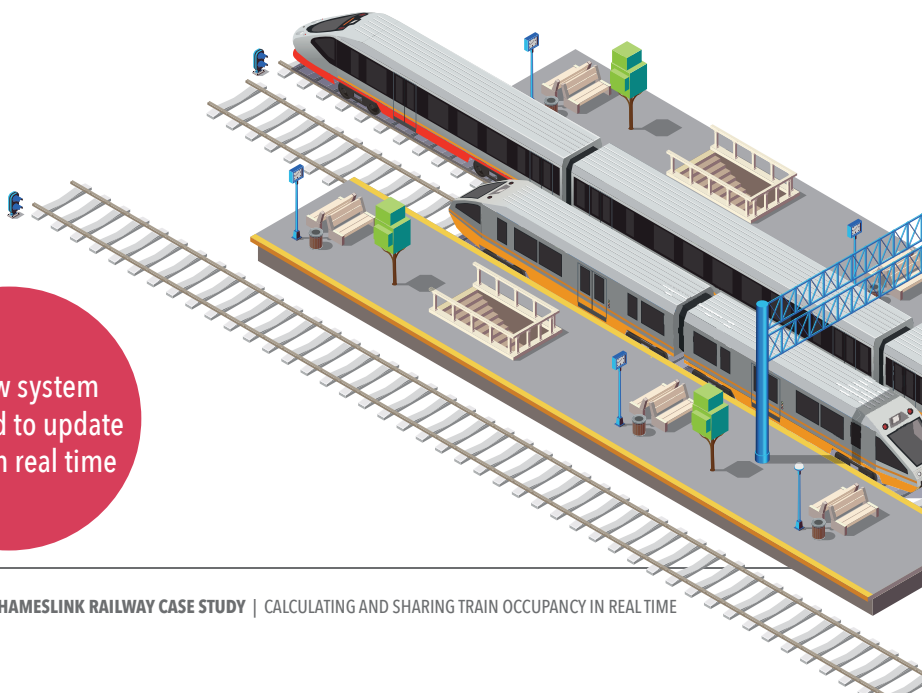 w system
d to update
n real time
HAMESLINK RAILWAY CASE STUDY | CALCULATING AND SHARING TRAIN OCCUPANCY IN REAL TIME